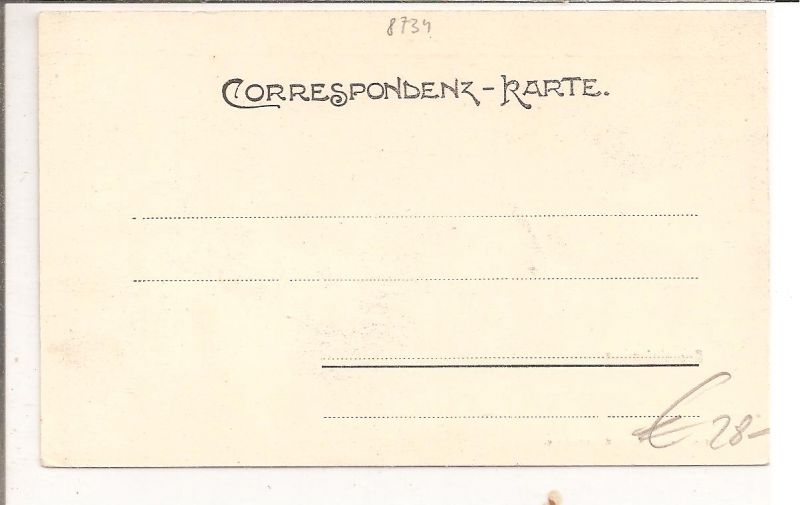 8734
CORRESPONDENZ-KARTE.
€ 28-